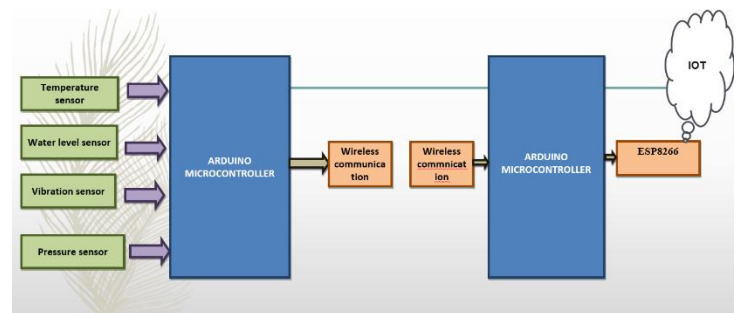 Temperature
sensor
Water level sensor
Vibration sensor
Pressure sensor
ARDUINO
MICROCONTROLLER
Wireless
communica
tion
Wireless
commnicat
ion
ARDUINO
MICROCONTROLLER
ESP8266
IOT